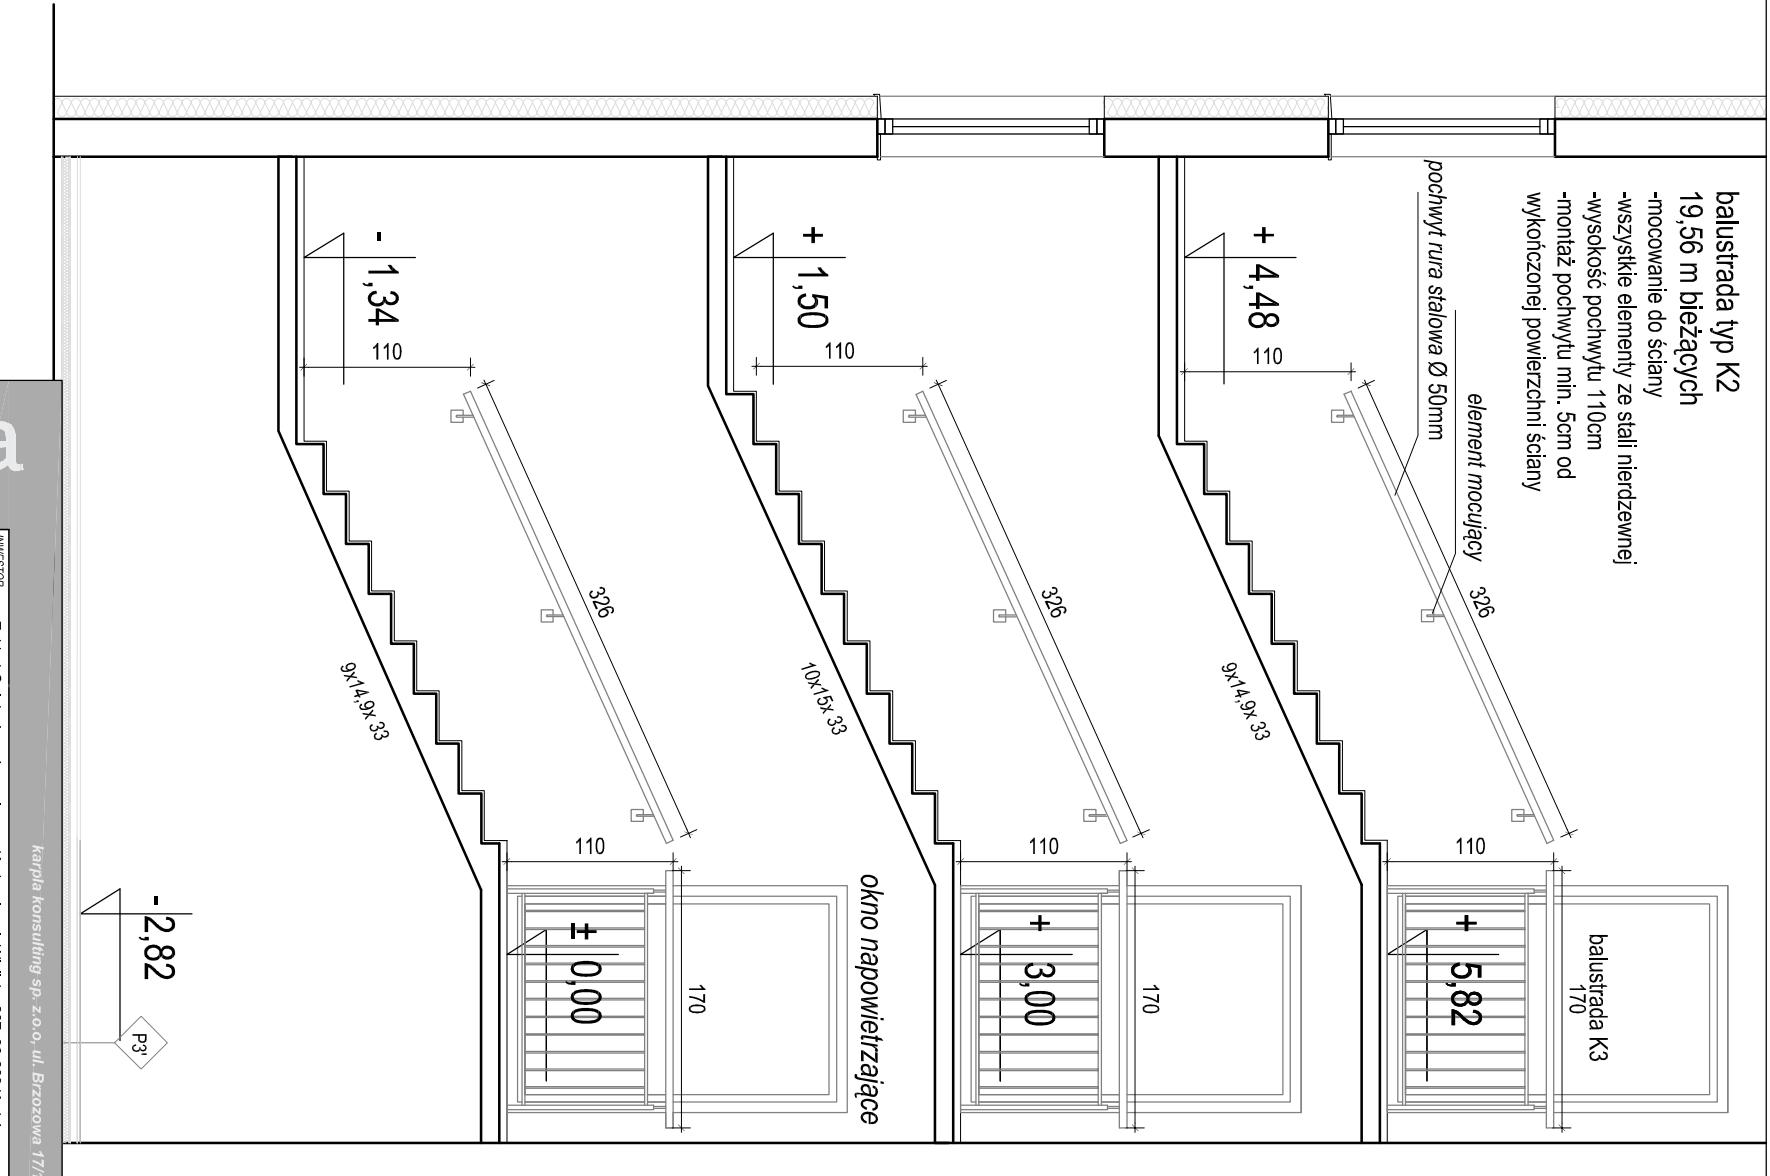 balustrada typ K2
19,56 m bieżących
-mocowanie do ściany
-wszystkie elementy ze stali nierdzewnej
-wysokość pochwytu 110cm
-montaż pochwytu min. 5cm od
wykończonej powierzchni ściany
element mocujący
pochwyt rura stalowa Ø 50mm
balustrada K3
170
326
110
+ 4,48
110
+ 5,82
9x14,9x 33
170
326
110
+ 1,50
110
+ 3,00
10x15x 33
okno napowietrzające
170
326
110
- 1,34
110
± 0,00
9x14,9x 33
- 2,82
P3'
a
karpla konsulting sp. z.o.o, ul. Brzozowa 17/
INWESTOR